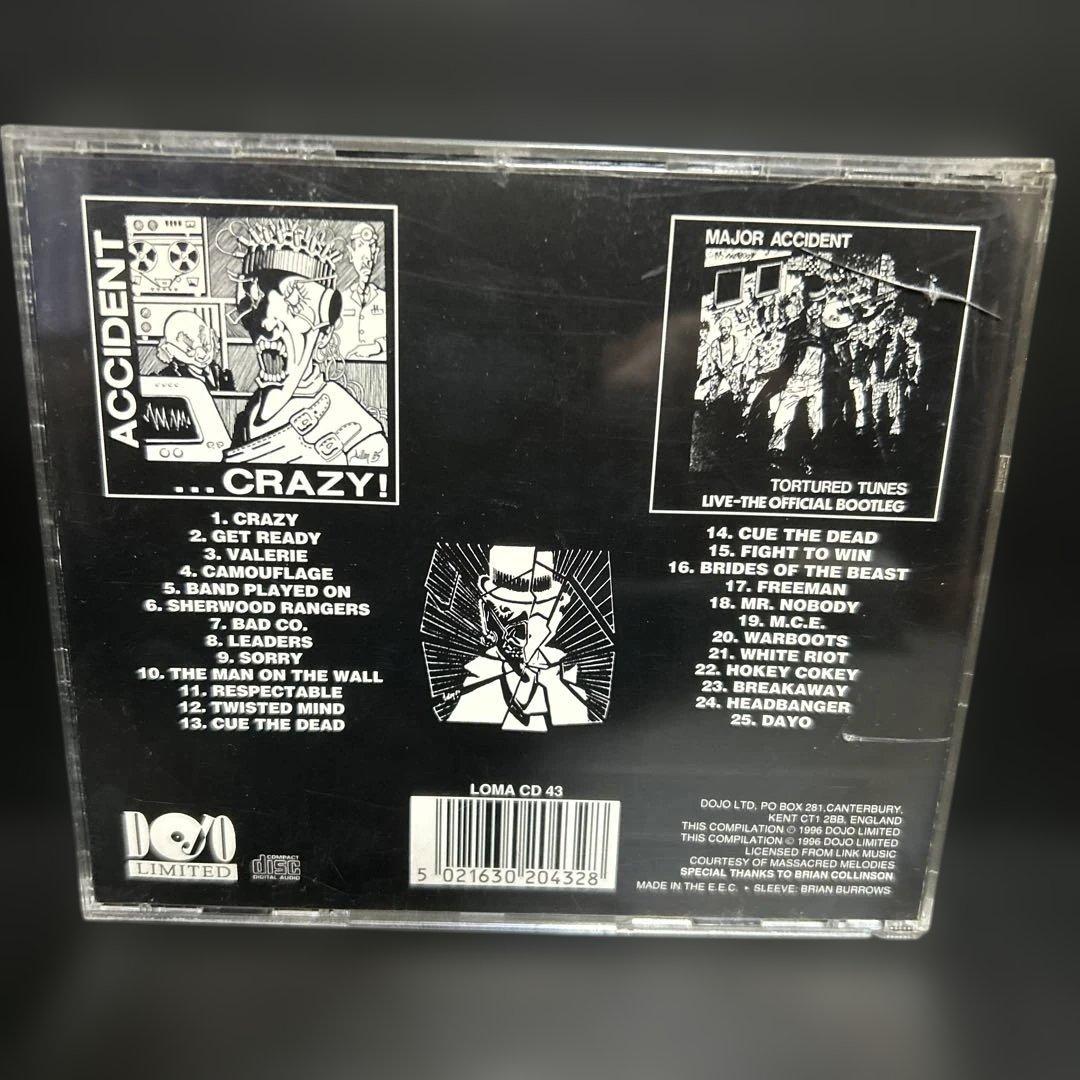 ACCIDENT
...CRAZY!
1. CRAZY
2. GET READY
3. VALERIE
4. CAMOUFLAGE
5. BAND PLAYED ON
6. SHERWOOD RANGERS
7. BAD CO.
8. LEADERS
9. SORRY
10. THE MAN ON THE WALL
11. RESPECTABLE
12. TWISTED MIND
13. CUE THE DEAD
MAJOR ACCIDENT
TORTURED TUNES
LIVE-THE OFFICIAL BOOTLEG
14. CUE THE DEAD
15. FIGHT TO WIN
16. BRIDES OF THE BEAST
17. FREEMAN
18. MR. NOBODY
19. M.C.E.
20. WARBOOTS
21. WHITE RIOT
22. HOKEY COKEY
23. BREAKAWAY
24. HEADBANGER
25. DAYO
DOJO
LIMITED
COMPACT
disc
DIGITAL AUDIO
LOMA CD 43
5 021630 204328
DOJO LTD, PO BOX 281,CANTERBURY,
KENT CT1 2BB, ENGLAND
THIS COMPILATION ℗ 1996 DOJO LIMITED
THIS COMPILATION © 1996 DOJO LIMITED
LICENSED FROM LINK MUSIC
COURTESY OF MASSACRED MELODIES
SPECIAL THANKS TO BRIAN COLLINSON
MADE IN THE E.E.C. • SLEEVE: BRIAN BURROWS